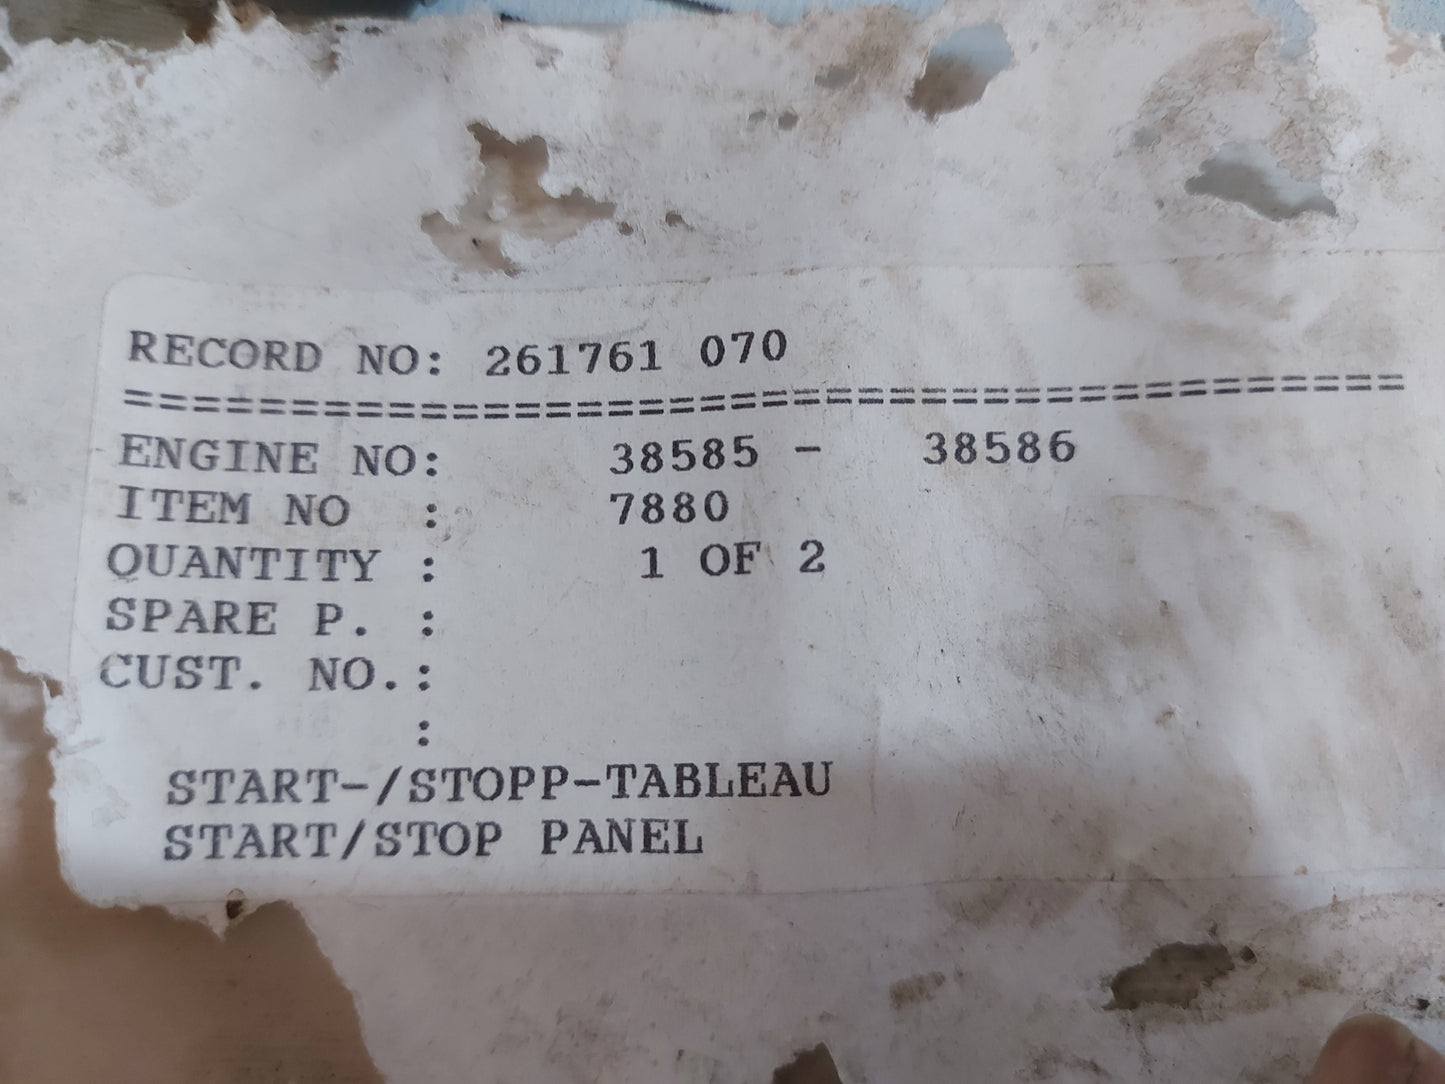 RECORD NO: 261761 070
========================================
ENGINE NO: 38585 - 38586
ITEM NO : 7880
QUANTITY : 1 OF 2
SPARE P. :
CUST. NO.:
:
START-/STOPP-TABLEAU
START/STOP PANEL